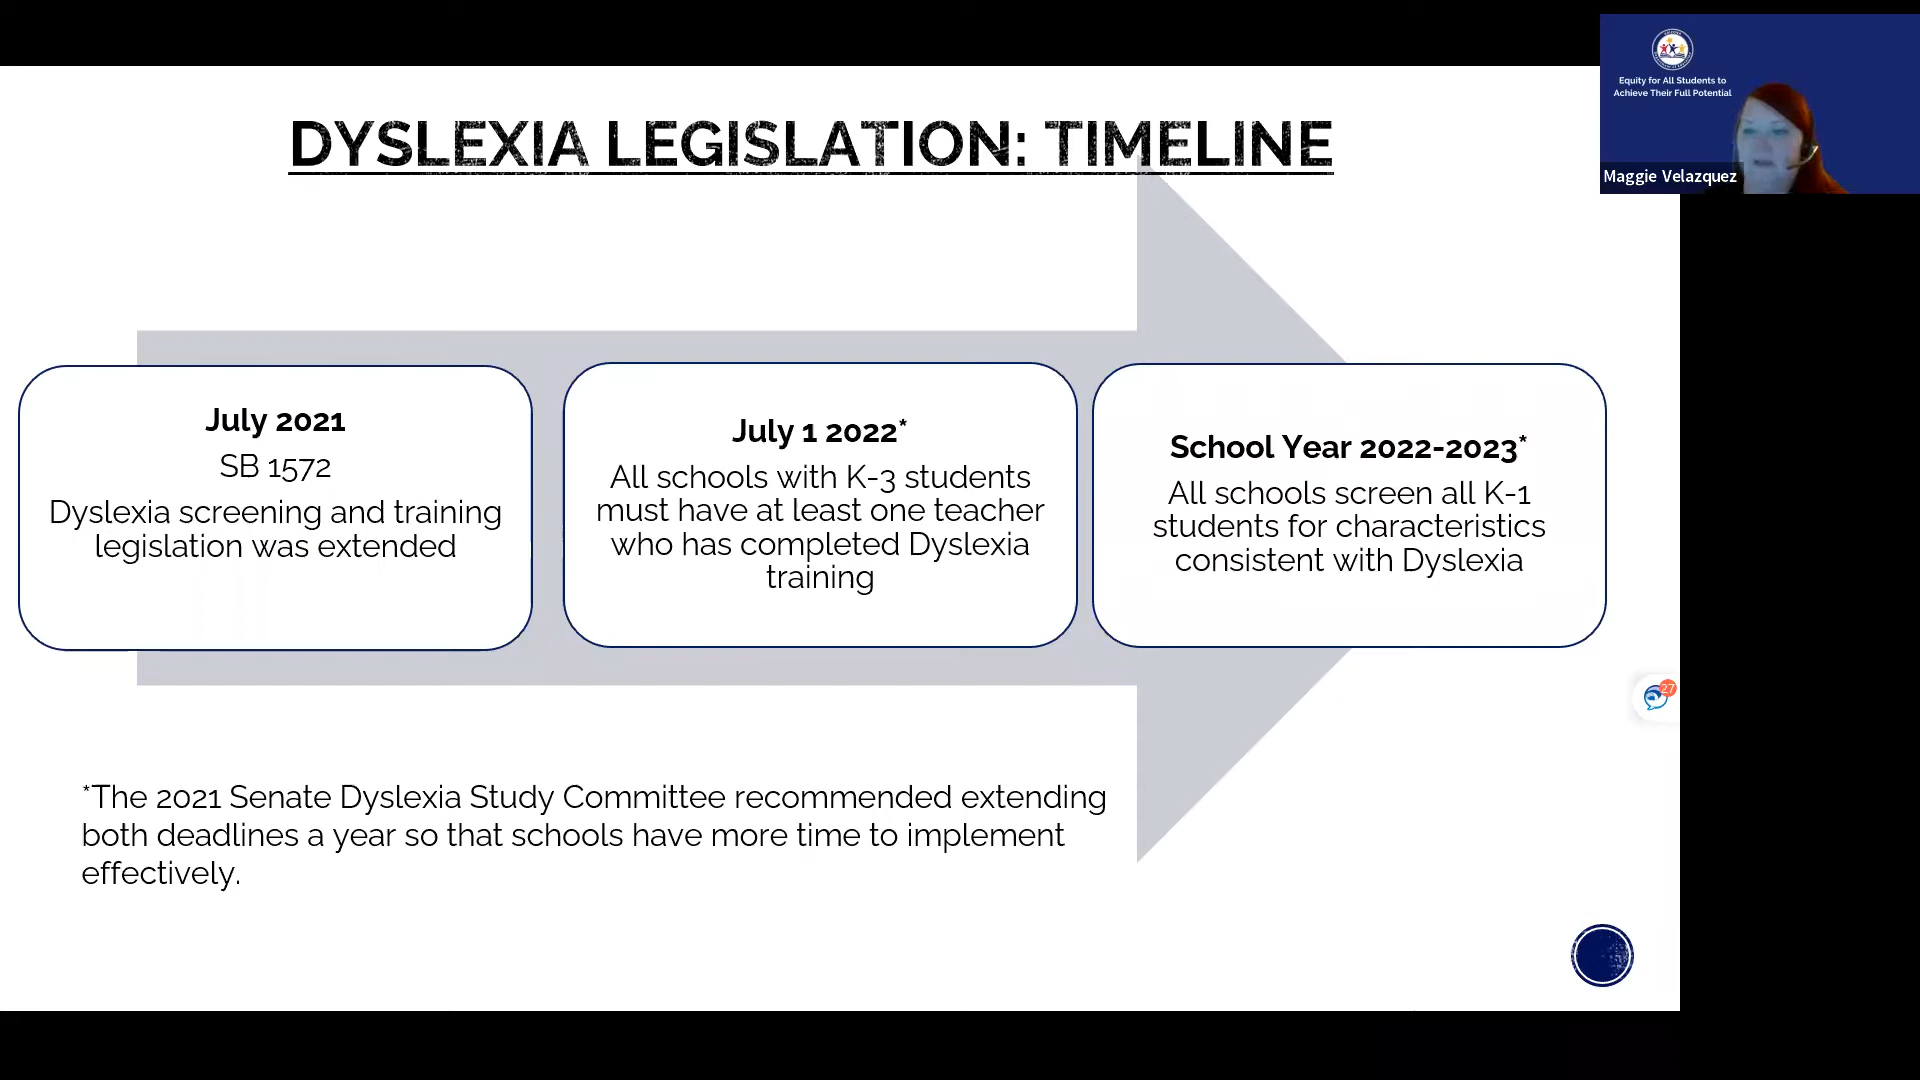 Equity for All Students to
Achieve Their Full Potential
Maggie Velazquez
DYSLEXIA LEGISLATION: TIMELINE
July 2021
SB 1572
Dyslexia screening and training
legislation was extended
July 1 2022*
All schools with K-3 students
must have at least one teacher
who has completed Dyslexia
training
School Year 2022-2023*
All schools screen all K-1
students for characteristics
consistent with Dyslexia
27
*The 2021 Senate Dyslexia Study Committee recommended extending
both deadlines a year so that schools have more time to implement
effectively.